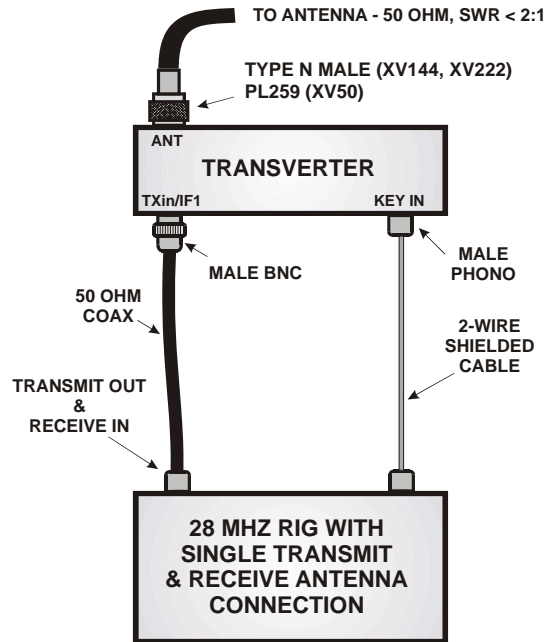 TO ANTENNA - 50 OHM, SWR < 2:1
TYPE N MALE (XV144, XV222)
PL259 (XV50)
ANT
TRANSVERTER
TXin/IF1
KEY IN
MALE BNC
MALE
PHONO
50 OHM
COAX
2-WIRE
SHIELDED
CABLE
TRANSMIT OUT
&
RECEIVE IN
28 MHZ RIG WITH
SINGLE TRANSMIT
& RECEIVE ANTENNA
CONNECTION